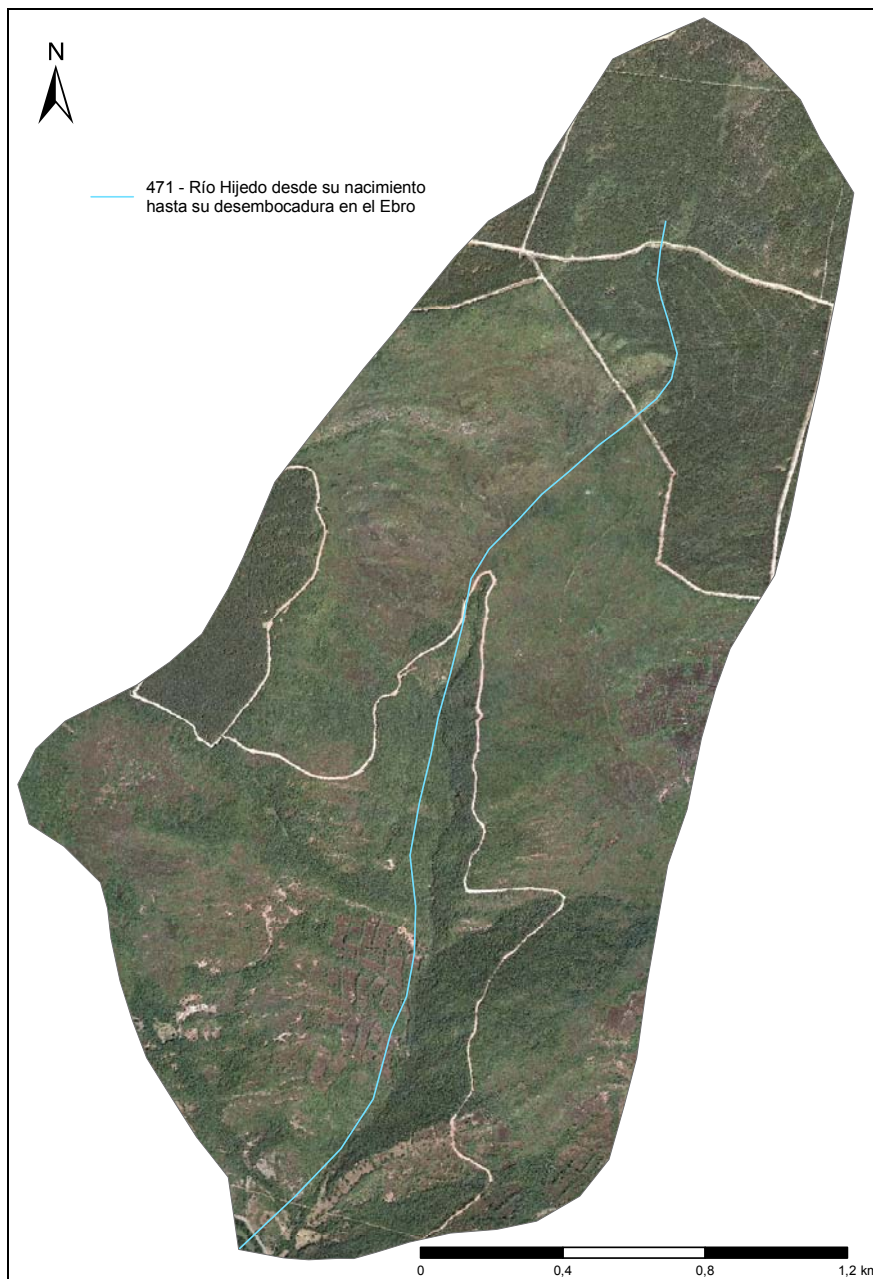 N
471 - Río Hijedo desde su nacimiento
hasta su desembocadura en el Ebro
0 0,4 0,8 1,2 km